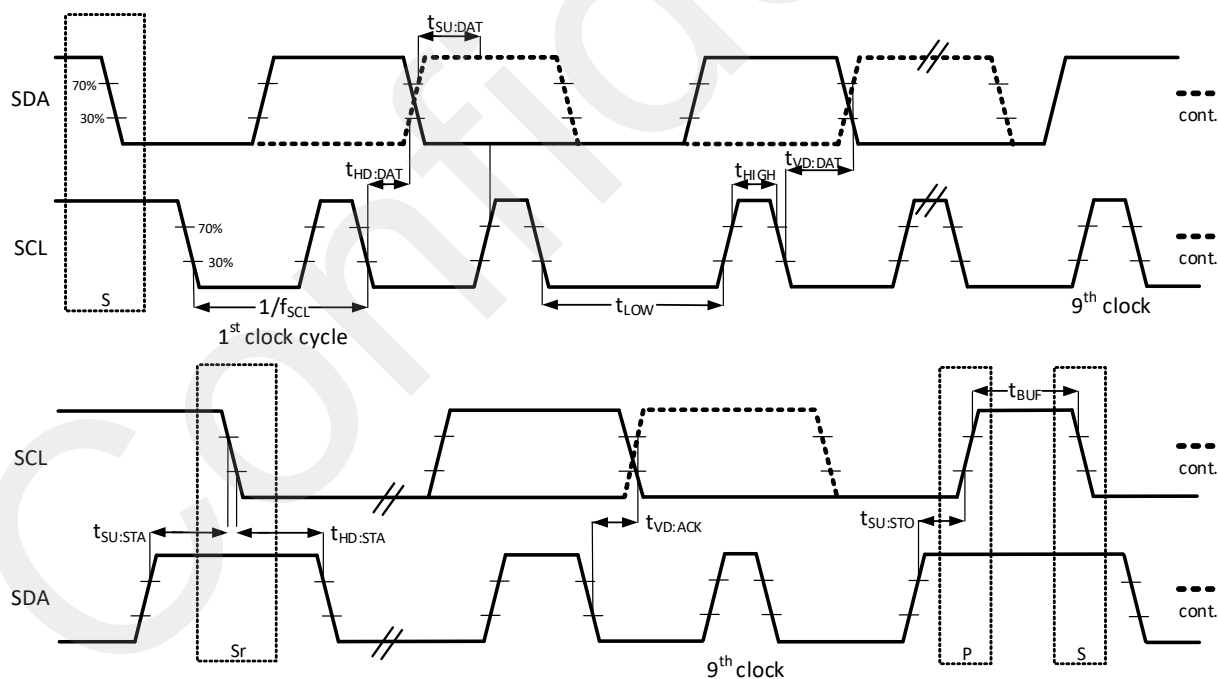 tSU:DAT
SDA
70%
30%
cont.
tHD:DAT
tHIGH
tVD:DAT
SCL
70%
30%
cont.
S
1/fSCL
tLOW
1st clock cycle
9th clock
SCL
tBUF
cont.
tSU:STA
tHD:STA
tVD:ACK
tSU:STO
SDA
cont.
Sr
P
S
9th clock